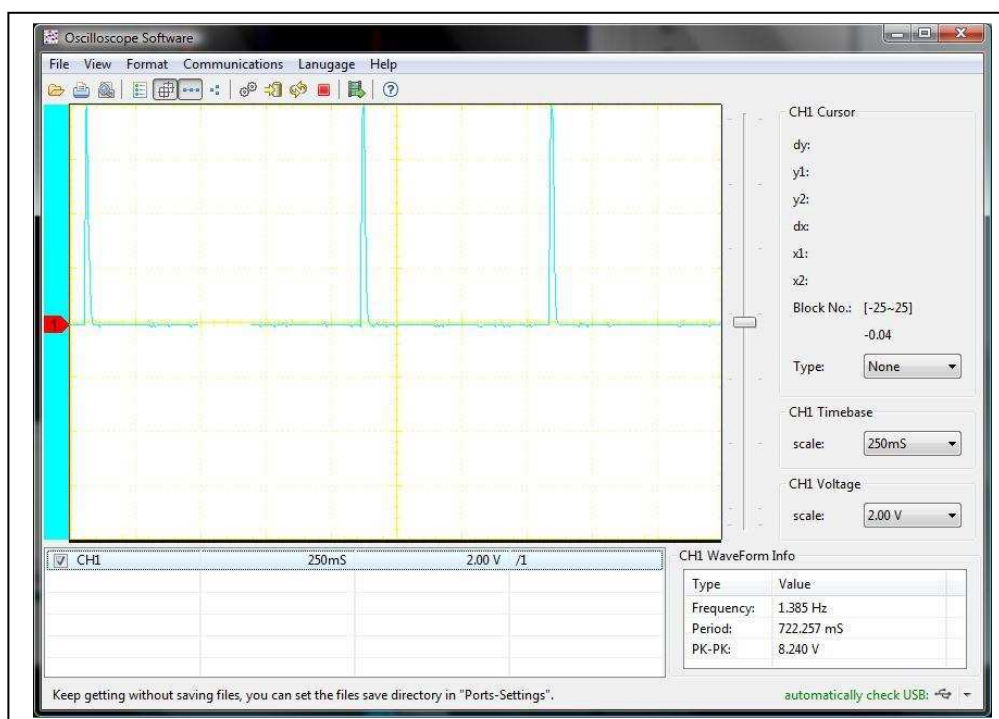 Oscilloscope Software
File View Format Communications Lanugage Help
1
CH1 Cursor
dy:
y1:
y2:
dx:
x1:
x2:
Block No.: [-25~25]
-0.04
Type: None
CH1 Timebase
scale: 250mS
CH1 Voltage
scale: 2.00 V
CH1 250mS 2.00 V /1
CH1 WaveForm Info
Type Value
Frequency: 1.385 Hz
Period: 722.257 mS
PK-PK: 8.240 V
Keep getting without saving files, you can set the files save directory in "Ports-Settings".
automatically check USB: